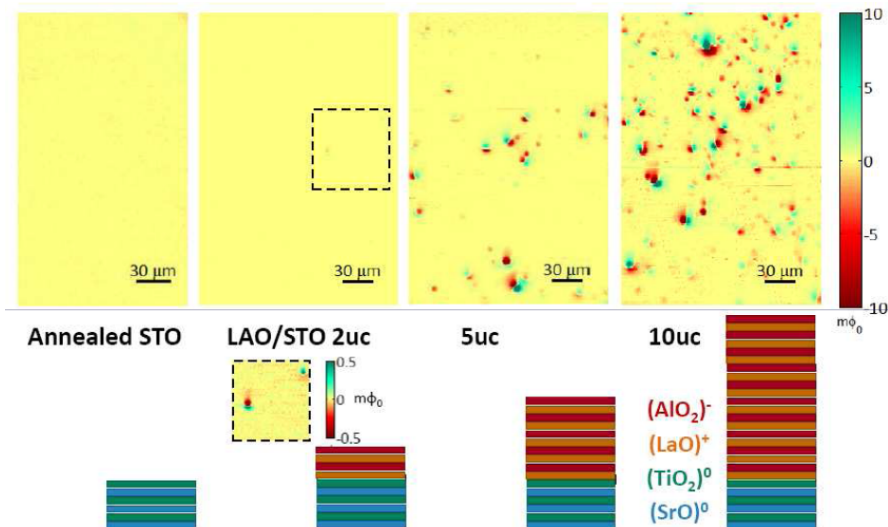 10
5
0
-5
-10
mϕ₀
30 μm
30 μm
30 μm
30 μm
Annealed STO
LAO/STO 2uc
5uc
10uc
0.5
0
-0.5
mϕ₀
(AlO₂)⁻
(LaO)⁺
(TiO₂)⁰
(SrO)⁰